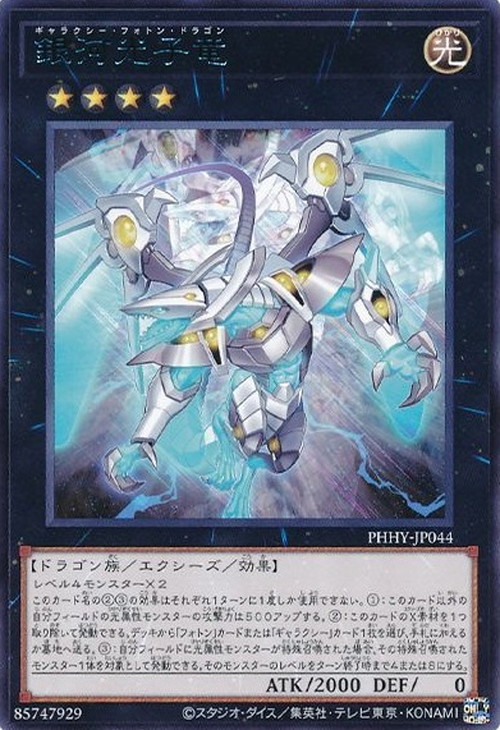 ギャラクシー・フォトン・ドラゴン
銀河光子竜
ひかり
光
PHHY-JP044
【ドラゴン族／エクシーズ／効果】
レベル4モンスター×2
このカード名の②③の効果はそれぞれ1ターンに1度しか使用できない。①：このカード以外の
自分フィールドの光属性モンスターの攻撃力は500アップする。②：このカードのX素材を1つ
取り除いて発動できる。デッキから「フォトン」カードまたは「ギャラクシー」カード1枚を選び、手札に加える
か墓地へ送る。③：自分フィールドに光属性モンスターが特殊召喚された場合、その特殊召喚された
モンスター1体を対象として発動できる。そのモンスターのレベルをターン終了時まで4または8にする。
ATK/2000 DEF/ 0
85747929
©スタジオ・ダイス／集英社・テレビ東京・KONAMI